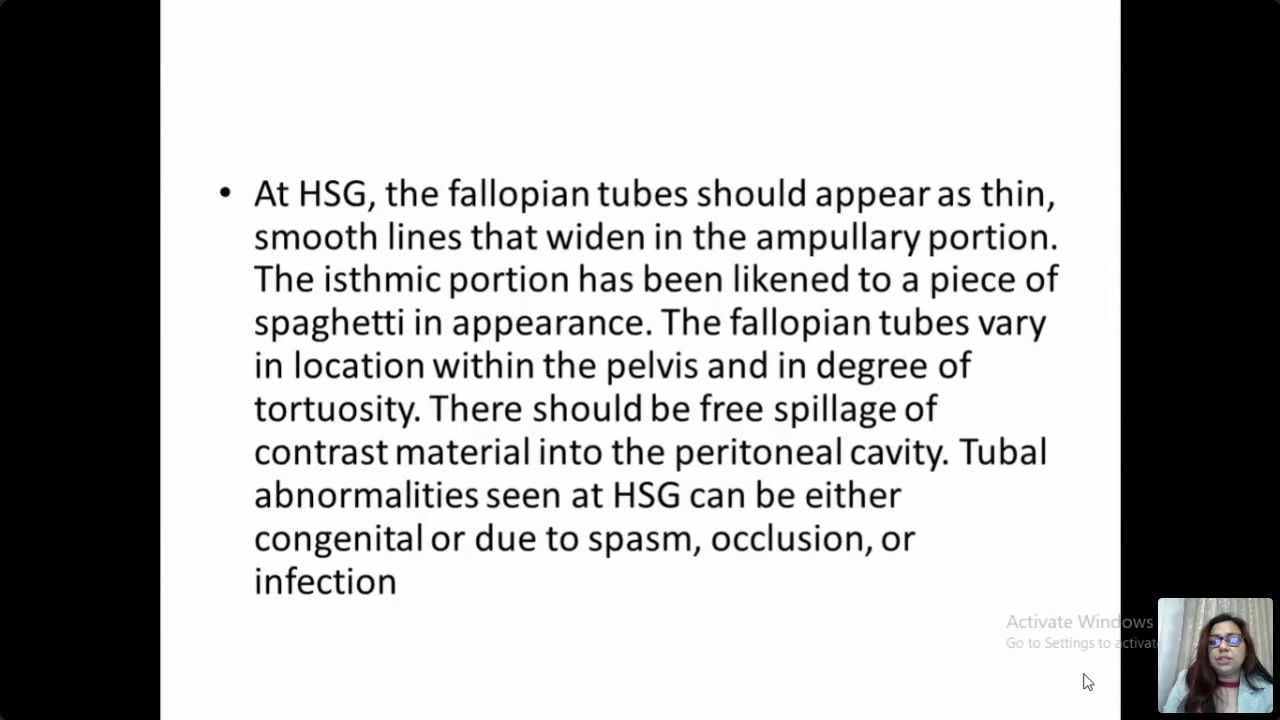 • At HSG, the fallopian tubes should appear as thin,
smooth lines that widen in the ampullary portion.
The isthmic portion has been likened to a piece of
spaghetti in appearance. The fallopian tubes vary
in location within the pelvis and in degree of
tortuosity. There should be free spillage of
contrast material into the peritoneal cavity. Tubal
abnormalities seen at HSG can be either
congenital or due to spasm, occlusion, or
infection
Activate Windows
Go to Settings to activate